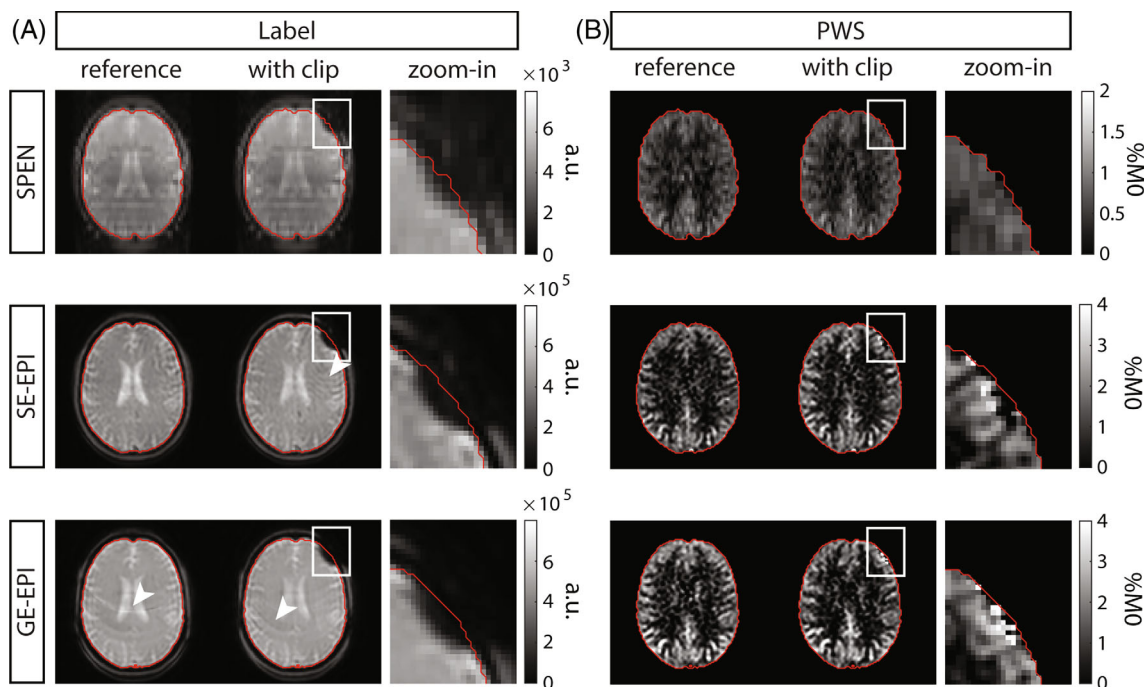 (A)
Label
reference
with clip
zoom-in
×10³
SPEN
4
3
2
1
0
a.u.
×10⁵
SE-EPI
6
4
2
0
a.u.
×10⁵
GE-EPI
6
4
2
0
a.u.
(B)
PWS
reference
with clip
zoom-in
2
1.5
1
0.5
0
%M0
4
3
2
1
0
%M0
4
3
2
1
0
%M0